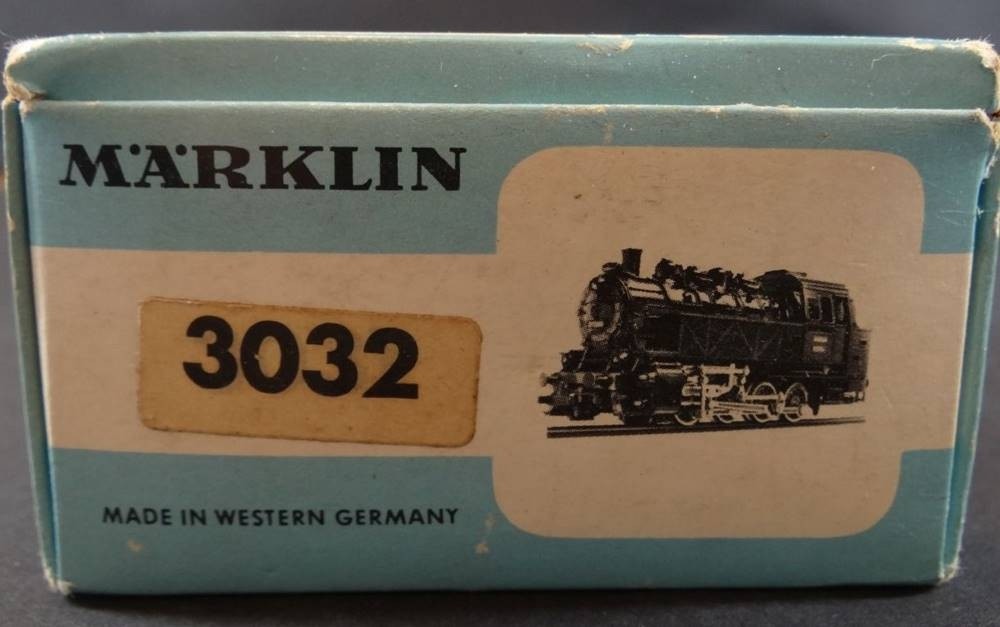 MÄRKLIN
3032
MADE IN WESTERN GERMANY